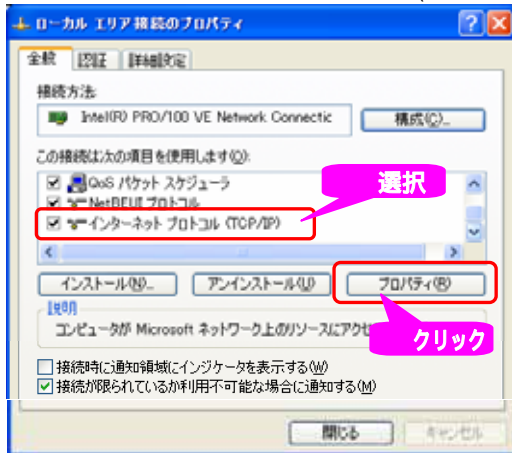 ローカル エリア接続のプロパティ
全般 認証 詳細設定
接続方法:
Intel(R) PRO/100 VE Network Connectic
構成(C)...
この接続は次の項目を使用します(O):
QoS パケット スケジューラ
NetBEUI プロトコル
インターネット プロトコル (TCP/IP)
選択
インストール(N)... アンインストール(U) プロパティ(R)
説明
コンピュータが Microsoft ネットワーク上のリソースにアクセ
クリック
接続時に通知領域にインジケータを表示する(W)
接続が限られているか利用不可能な場合に通知する(M)
閉じる キャンセル